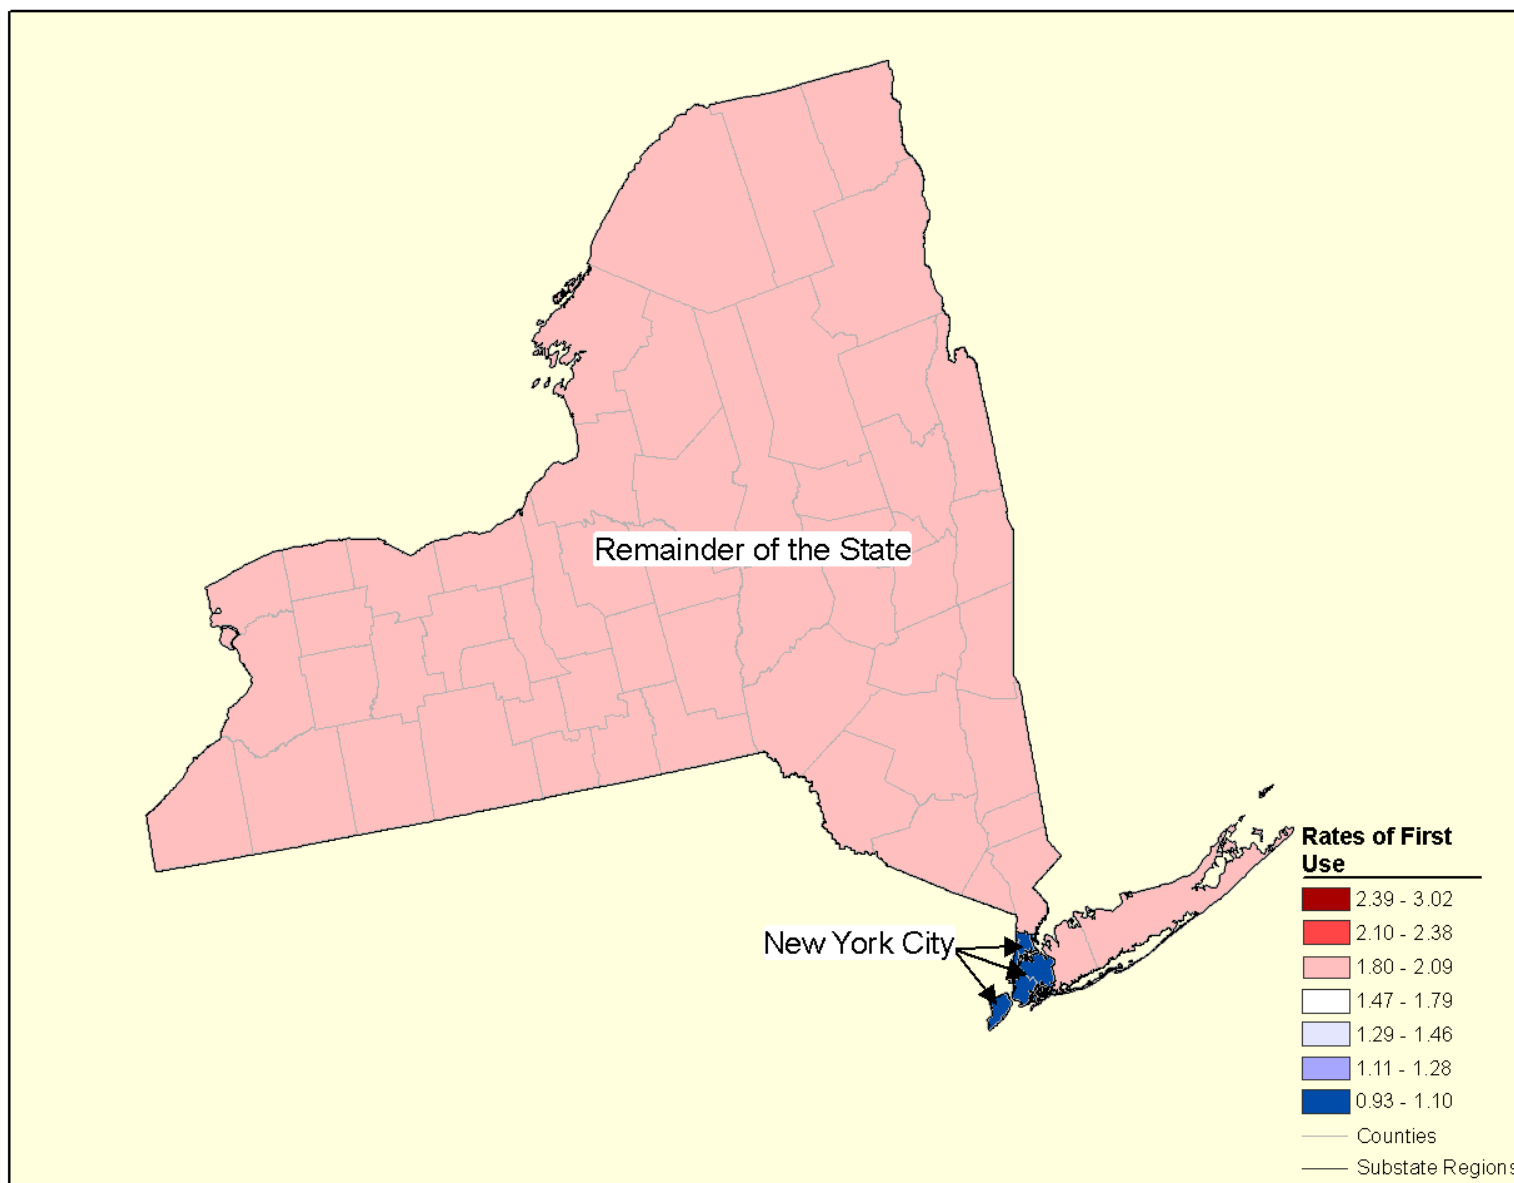 Remainder of the State
New York City
Rates of First
Use
2.39 - 3.02
2.10 - 2.38
1.80 - 2.09
1.47 - 1.79
1.29 - 1.46
1.11 - 1.28
0.93 - 1.10
Counties
Substate Regions